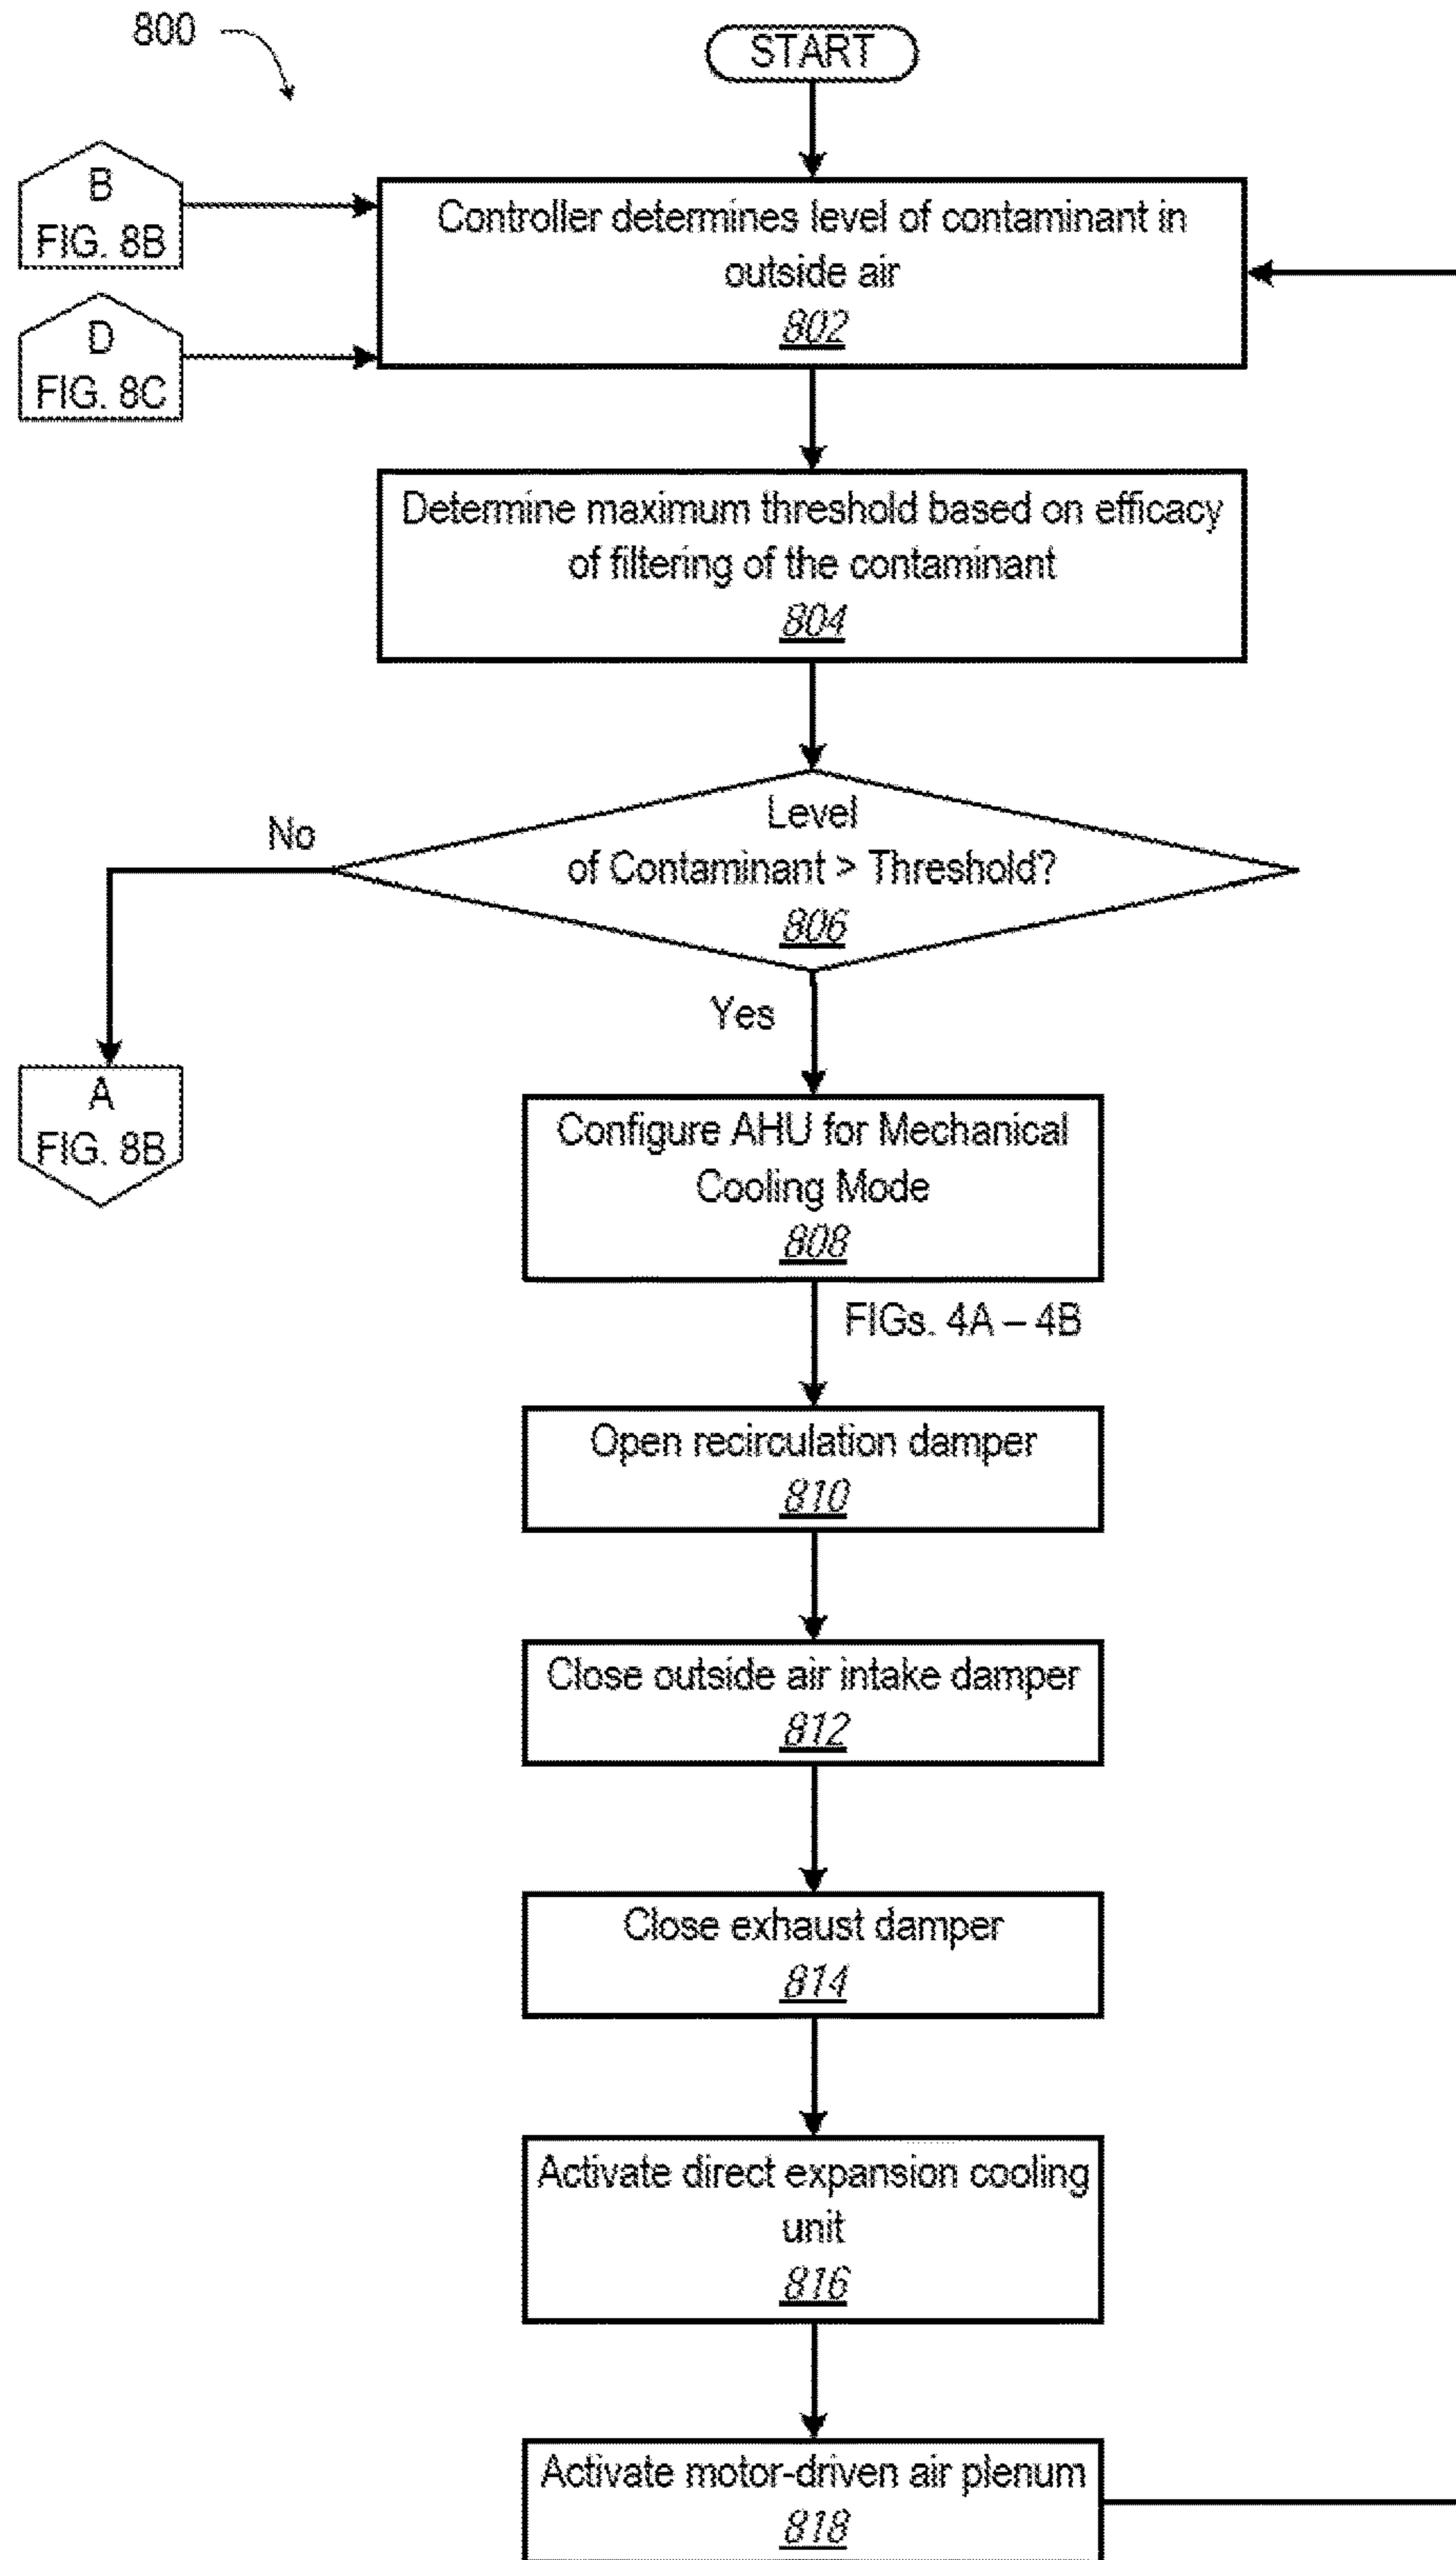 800
START
B
FIG. 8B
Controller determines level of contaminant in
outside air
802
D
FIG. 8C
Determine maximum threshold based on efficacy
of filtering of the contaminant
804
Level
of Contaminant > Threshold?
806
No
Yes
A
FIG. 8B
Configure AHU for Mechanical
Cooling Mode
808
FIGs. 4A – 4B
Open recirculation damper
810
Close outside air intake damper
812
Close exhaust damper
814
Activate direct expansion cooling
unit
816
Activate motor-driven air plenum
818